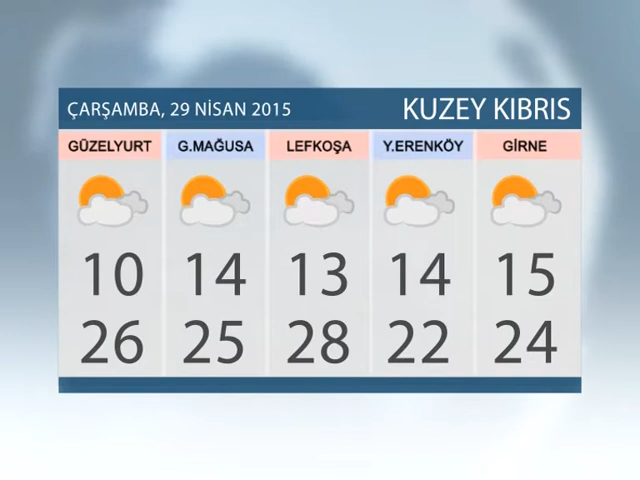 ÇARŞAMBA, 29 NİSAN 2015
KUZEY KIBRIS
GÜZELYURT G.MAĞUSA LEFKOŞA Y.ERENKÖY GİRNE
10 14 13 14 15
26 25 28 22 24